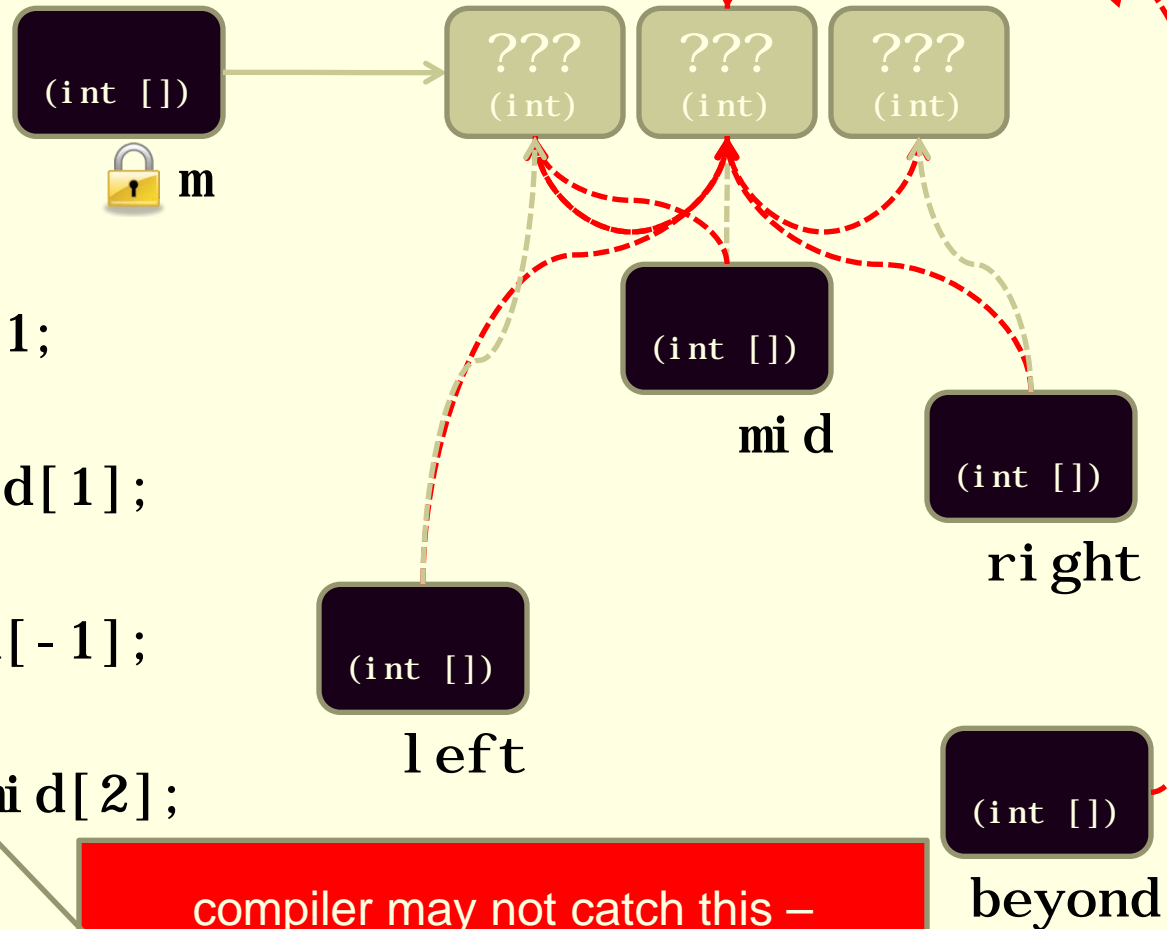 ??? ??? ???
(int []) (int) (int) (int)
m
1;
(int [])
mid
d[1];
(int [])
right
[-1];
(int [])
left
mid[2];
(int [])
compiler may not catch this –
beyond